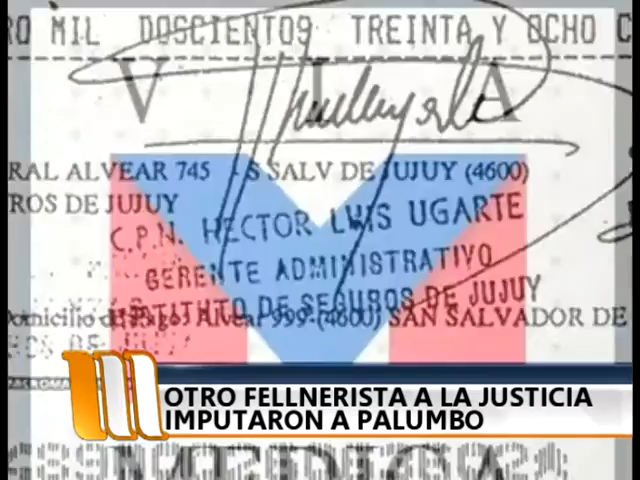 RO MIL DOSCIENTOS TREINTA Y OCHO C
V I A
RAL ALVEAR 745 - S SALV DE JUJUY (4600)
ROS DE JUJUY
C.P.N. HECTOR LUIS UGARTE
GERENTE ADMINISTRATIVO
INSTITUTO DE SEGUROS DE JUJUY
Domicilio de Pago: Alvear 999-(4600) SAN SALVADOR DE
OTRO FELLNERISTA A LA JUSTICIA
IMPUTARON A PALUMBO